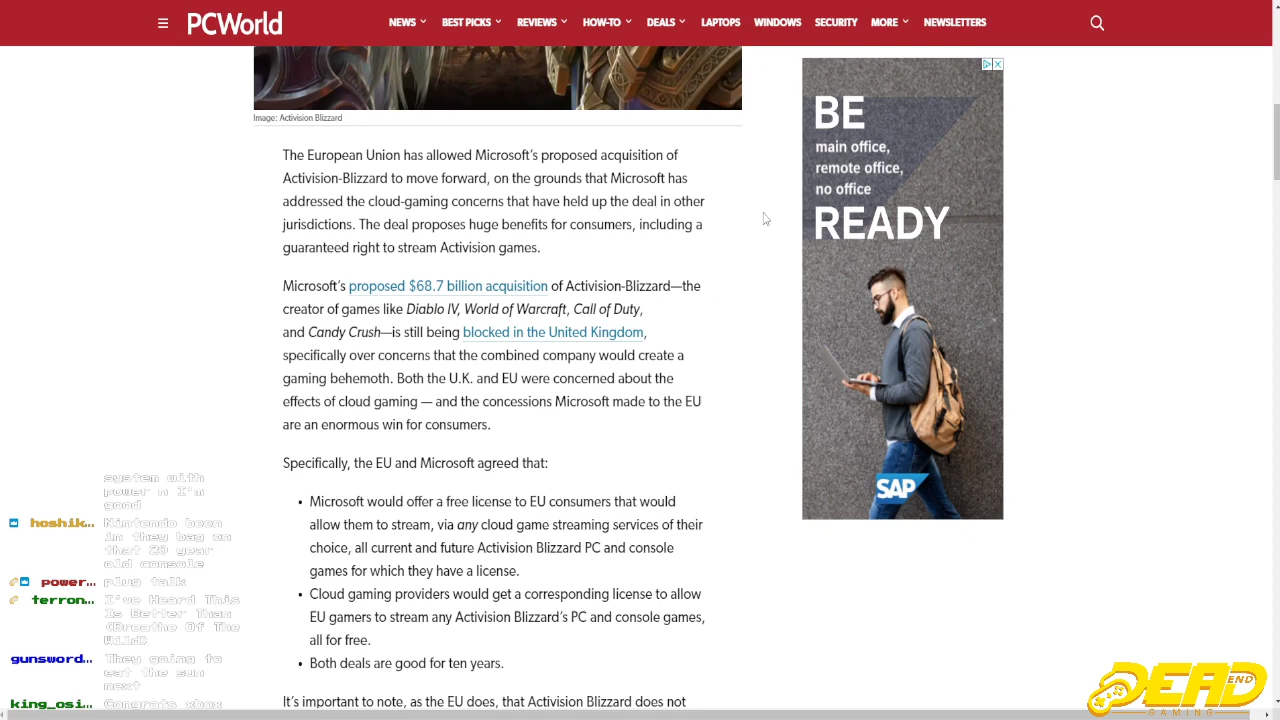 PCWorld
NEWS BEST PICKS REVIEWS HOW-TO DEALS LAPTOPS WINDOWS SECURITY MORE NEWSLETTERS
Image: Activision Blizzard
The European Union has allowed Microsoft’s proposed acquisition of
Activision-Blizzard to move forward, on the grounds that Microsoft has
addressed the cloud-gaming concerns that have held up the deal in other
jurisdictions. The deal proposes huge benefits for consumers, including a
guaranteed right to stream Activision games.
Microsoft’s proposed $68.7 billion acquisition of Activision-Blizzard—the
creator of games like Diablo IV, World of Warcraft, Call of Duty,
and Candy Crush—is still being blocked in the United Kingdom,
specifically over concerns that the combined company would create a
gaming behemoth. Both the U.K. and EU were concerned about the
effects of cloud gaming — and the concessions Microsoft made to the EU
are an enormous win for consumers.
Specifically, the EU and Microsoft agreed that:
• Microsoft would offer a free license to EU consumers that would
allow them to stream, via any cloud game streaming services of their
choice, all current and future Activision Blizzard PC and console
games for which they have a license.
• Cloud gaming providers would get a corresponding license to allow
EU gamers to stream any Activision Blizzard’s PC and console games,
all for free.
• Both deals are good for ten years.
It’s important to note, as the EU does, that Activision Blizzard does not
BE
main office,
remote office,
no office
READY
SAP
system with
power n I'm
good
hoshik... Nintendo been
in they bag on
that 20 year
old console
power... plug talk
terron... I've Heard This
Is Better Than
(Breathe Of The
Wild)
gunsword... They going to
eat the sun
next
king_osi... Congrats xbox
DEAD
END
GAMING